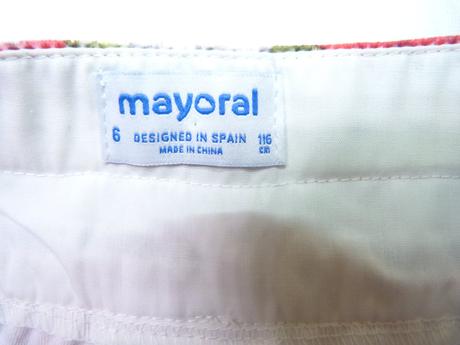 mayoral
6 DESIGNED IN SPAIN 116
MADE IN CHINA cm